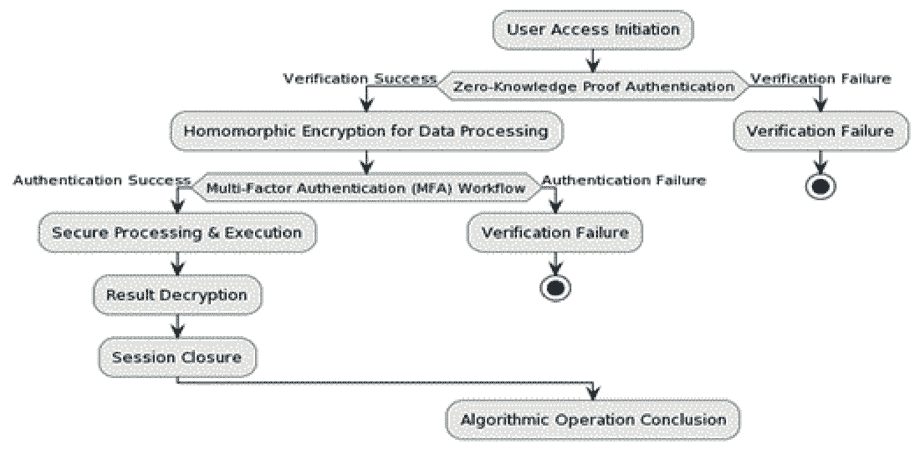 User Access Initiation
Verification Success
Zero-Knowledge Proof Authentication
Verification Failure
Homomorphic Encryption for Data Processing
Verification Failure
Authentication Success
Multi-Factor Authentication (MFA) Workflow
Authentication Failure
Secure Processing & Execution
Verification Failure
Result Decryption
Session Closure
Algorithmic Operation Conclusion